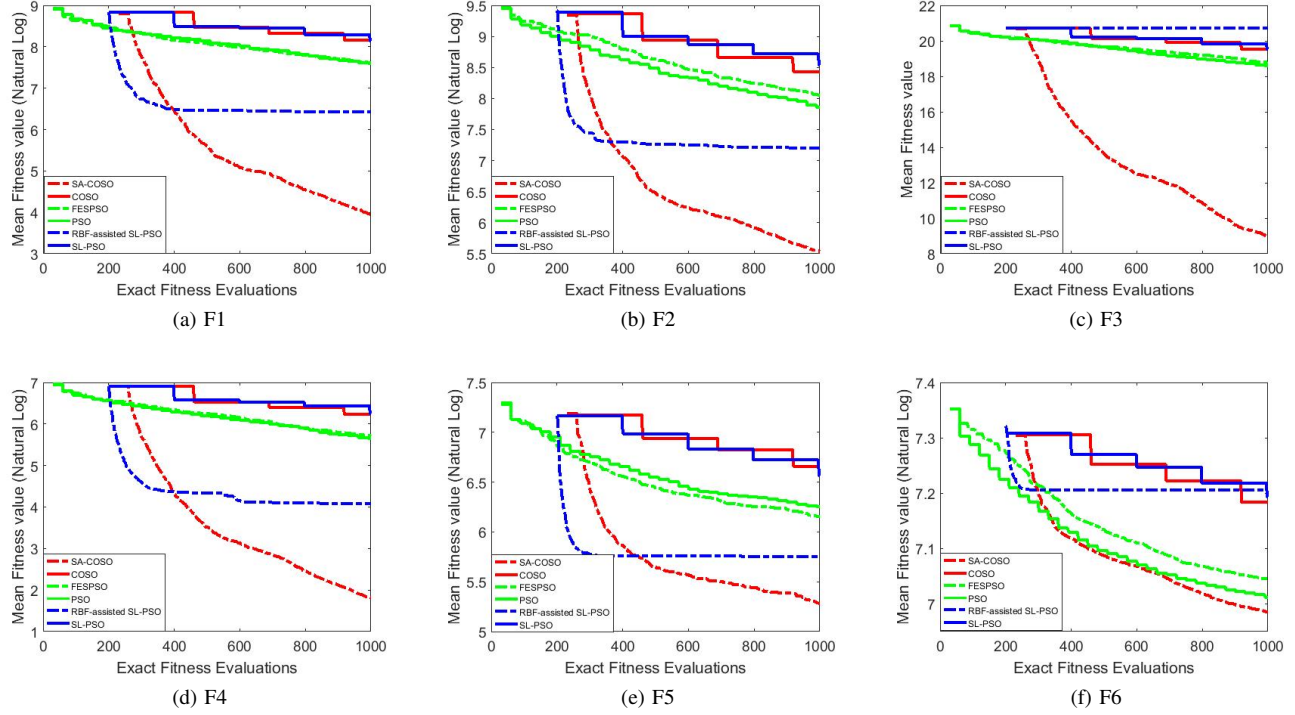 Mean Fitness value (Natural Log)
9
8
7
6
5
4
3
SA-COSO
COSO
FESPSO
PSO
RBF-assisted SL-PSO
SL-PSO
0 200 400 600 800 1000
Exact Fitness Evaluations
(a) F1
Mean Fitness value (Natural Log)
9.5
9
8.5
8
7.5
7
6.5
6
5.5
SA-COSO
COSO
FESPSO
PSO
RBF-assisted SL-PSO
SL-PSO
0 200 400 600 800 1000
Exact Fitness Evaluations
(b) F2
Mean Fitness value
22
20
18
16
14
12
10
8
SA-COSO
COSO
FESPSO
PSO
RBF-assisted SL-PSO
SL-PSO
0 200 400 600 800 1000
Exact Fitness Evaluations
(c) F3
Mean Fitness value (Natural Log)
7
6
5
4
3
2
1
SA-COSO
COSO
FESPSO
PSO
RBF-assisted SL-PSO
SL-PSO
0 200 400 600 800 1000
Exact Fitness Evaluations
(d) F4
Mean Fitness value (Natural Log)
7.5
7
6.5
6
5.5
5
SA-COSO
COSO
FESPSO
PSO
RBF-assisted SL-PSO
SL-PSO
0 200 400 600 800 1000
Exact Fitness Evaluations
(e) F5
Mean Fitness value (Natural Log)
7.4
7.3
7.2
7.1
7
SA-COSO
COSO
FESPSO
PSO
RBF-assisted SL-PSO
SL-PSO
0 200 400 600 800 1000
Exact Fitness Evaluations
(f) F6